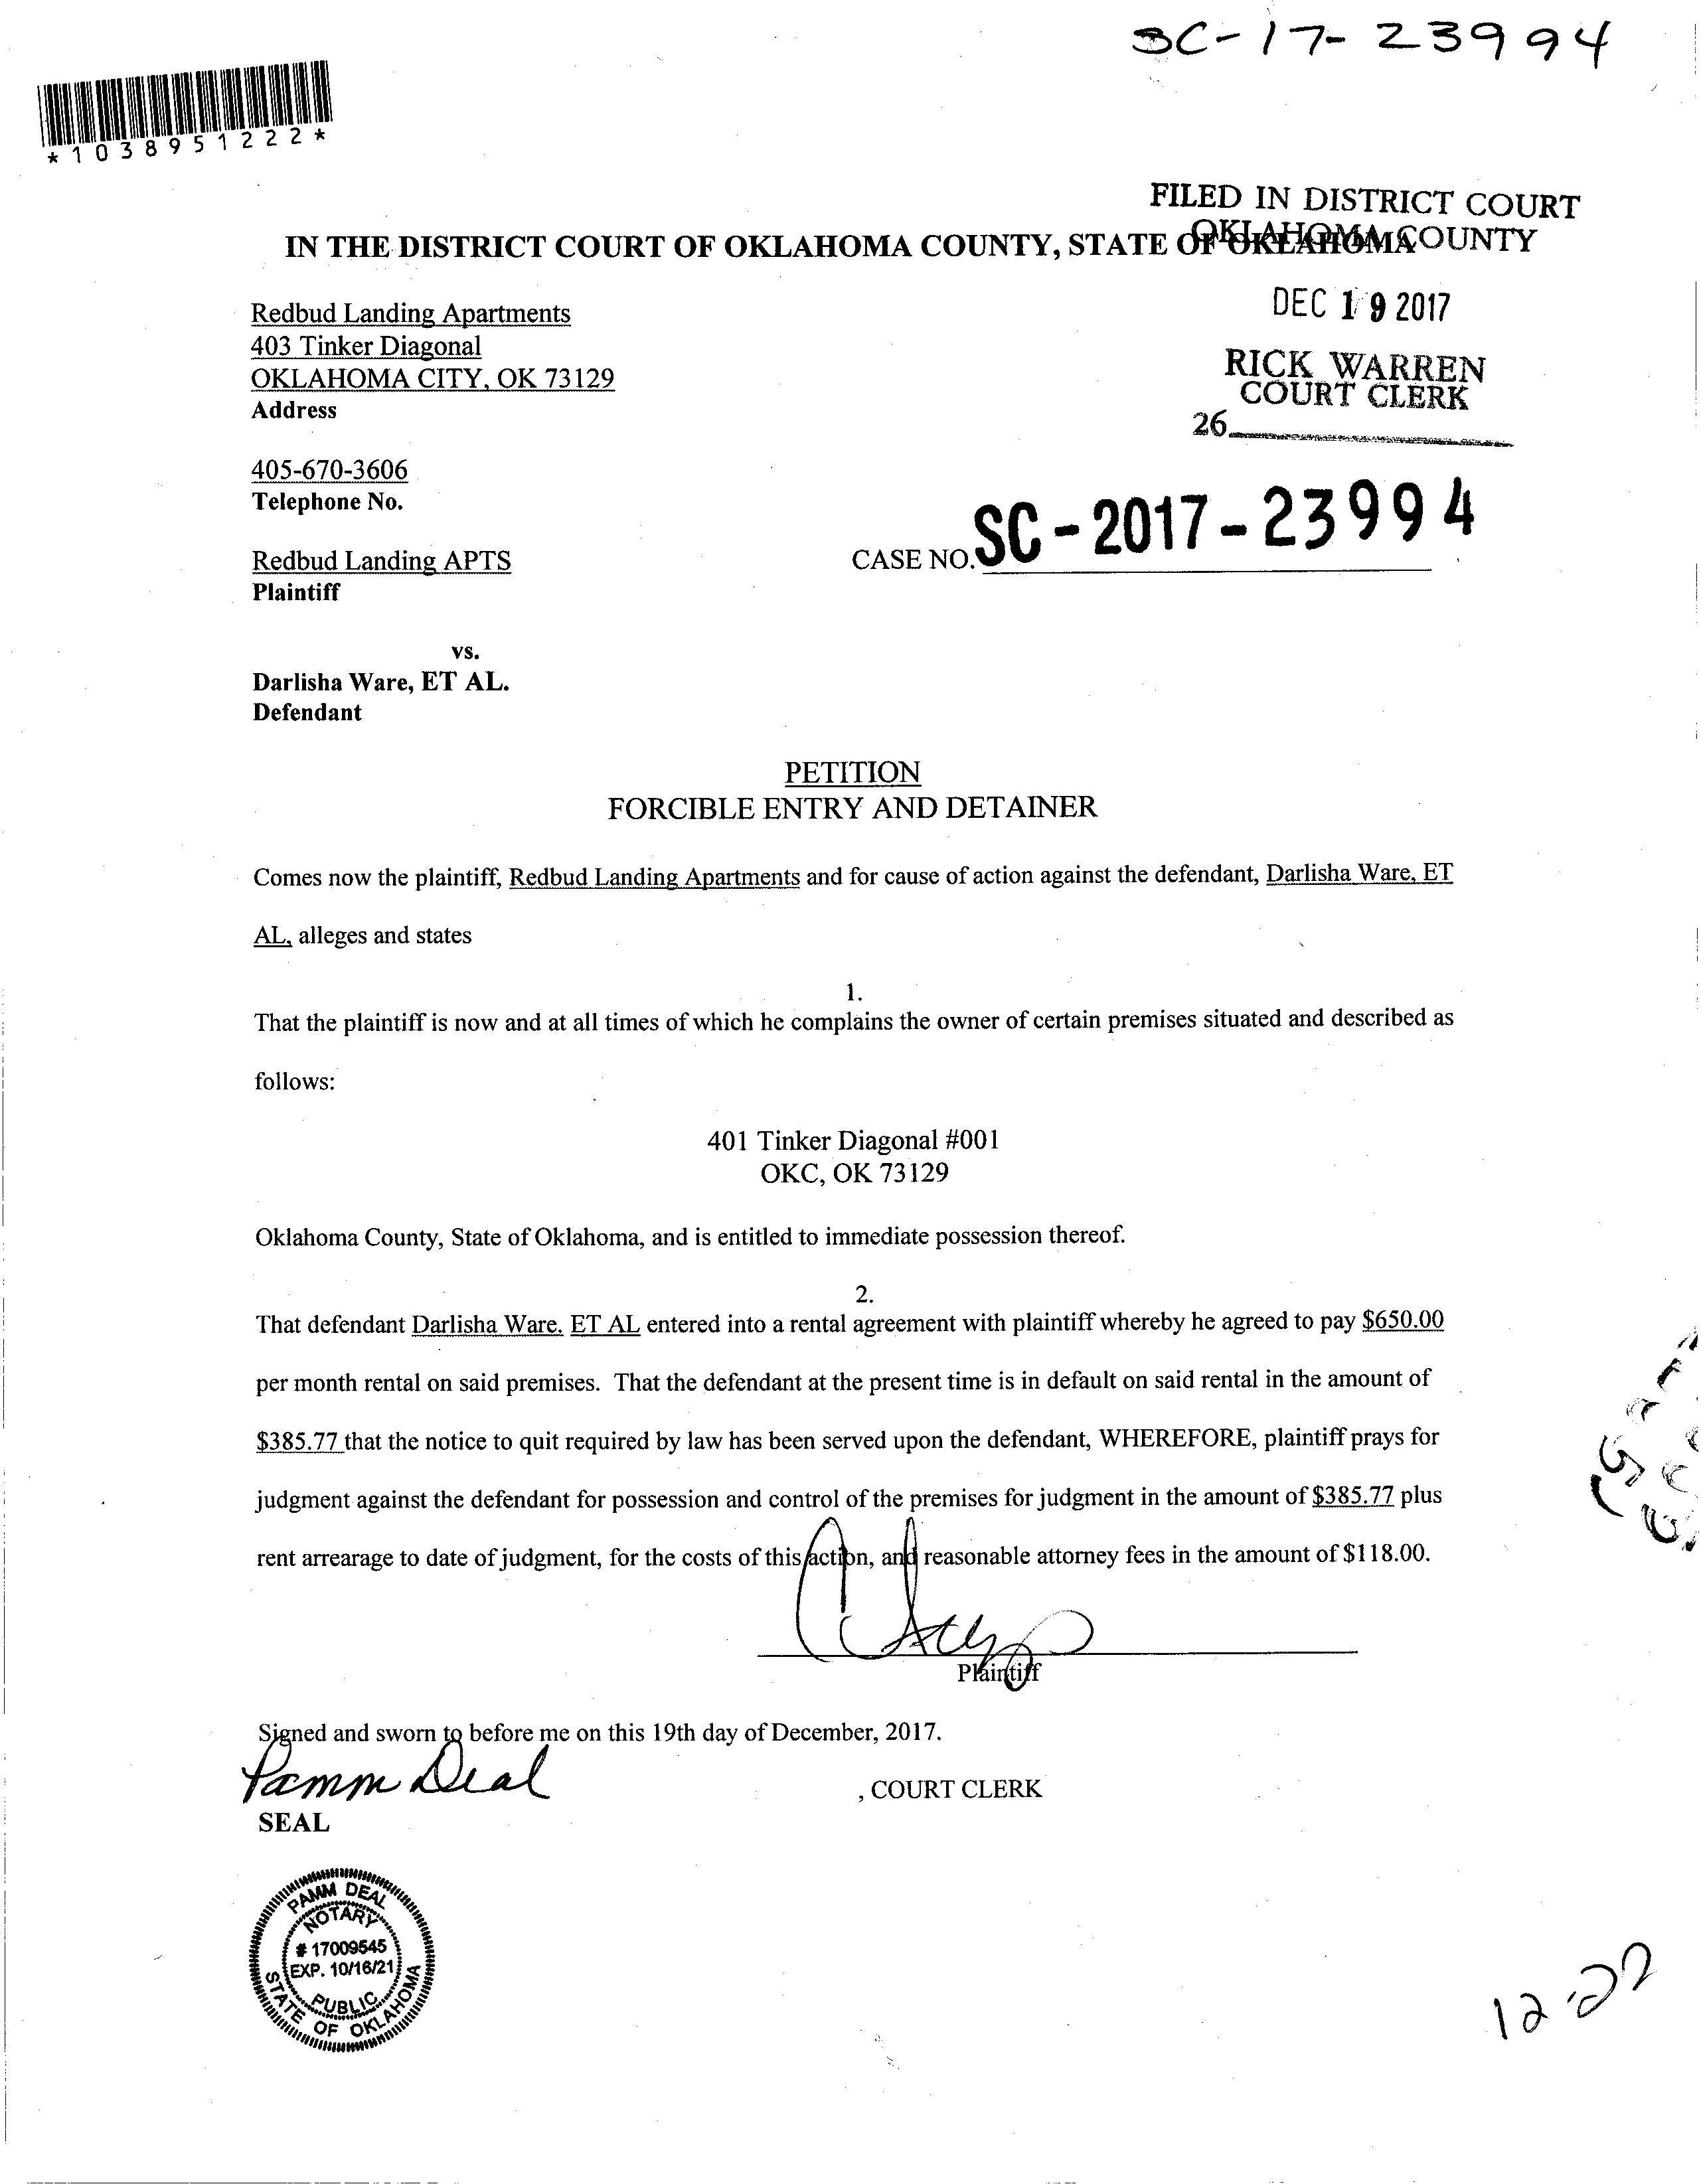 SC-17-23994
*1038951222*
FILED IN DISTRICT COURT
OKLAHOMA COUNTY
IN THE DISTRICT COURT OF OKLAHOMA COUNTY, STATE OF OKLAHOMA
Redbud Landing Apartments
403 Tinker Diagonal
OKLAHOMA CITY, OK 73129
Address
DEC 19 2017
RICK WARREN
COURT CLERK
26
405-670-3606
Telephone No.
Redbud Landing APTS
Plaintiff
CASE NO. SC-2017-23994
vs.
Darlisha Ware, ET AL.
Defendant
PETITION
FORCIBLE ENTRY AND DETAINER
Comes now the plaintiff, Redbud Landing Apartments and for cause of action against the defendant, Darlisha Ware, ET
AL, alleges and states
1.
That the plaintiff is now and at all times of which he complains the owner of certain premises situated and described as
follows:
401 Tinker Diagonal #001
OKC, OK 73129
Oklahoma County, State of Oklahoma, and is entitled to immediate possession thereof.
2.
That defendant Darlisha Ware. ET AL entered into a rental agreement with plaintiff whereby he agreed to pay $650.00
per month rental on said premises. That the defendant at the present time is in default on said rental in the amount of
$385.77 that the notice to quit required by law has been served upon the defendant, WHEREFORE, plaintiff prays for
judgment against the defendant for possession and control of the premises for judgment in the amount of $385.77 plus
rent arrearage to date of judgment, for the costs of this action, and reasonable attorney fees in the amount of $118.00.
Plaintiff
Signed and sworn to before me on this 19th day of December, 2017.
Pamm Deal
, COURT CLERK
SEAL
PAMM DEAL
NOTARY
# 17009545
EXP. 10/16/21
PUBLIC
STATE OF OKLAHOMA
12-27